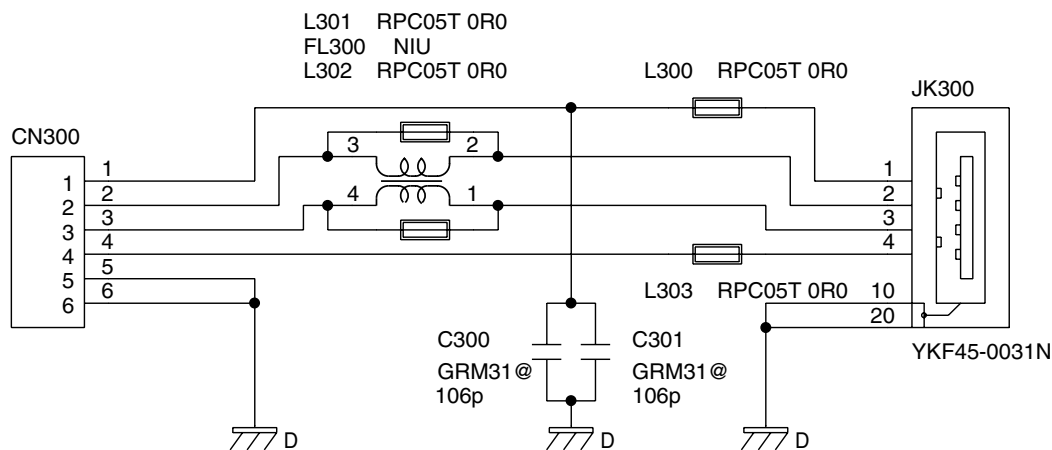 L301 RPC05T 0R0
FL300 NIU
L302 RPC05T 0R0
L300 RPC05T 0R0
JK300
CN300
3 2
1 1
1
2 2
2
4 1
3 3
3
4 4
4
5 5
6 6
L303 RPC05T 0R0
10
20
C300
GRM31@
106p
C301
GRM31@
106p
YKF45-0031N
D
D
D